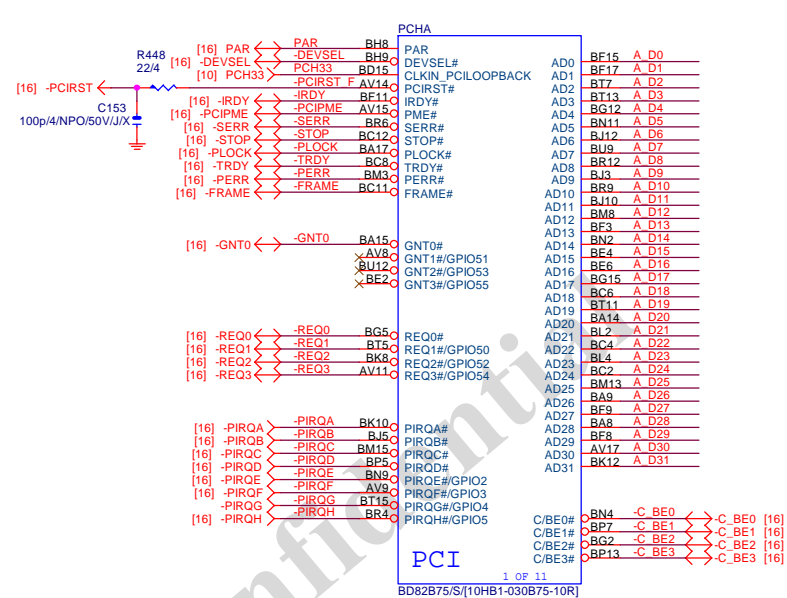 PCHA
[16] PAR PAR BH8 PAR
[16] -DEVSEL -DEVSEL BH9 DEVSEL#
[10] PCH33 PCH33 BD15 CLKIN_PCILOOPBACK
[16] -PCIRST R448 22/4 -PCIRST_F AV14 PCIRST#
C153
100p/4/NPO/50V/J/X
[16] -IRDY -IRDY BF11 IRDY#
[16] -PCIPME -PCIPME AV15 PME#
[16] -SERR -SERR BR6 SERR#
[16] -STOP -STOP BC12 STOP#
[16] -PLOCK -PLOCK BA17 PLOCK#
[16] -TRDY -TRDY BC8 TRDY#
[16] -PERR -PERR BM3 PERR#
[16] -FRAME -FRAME BC11 FRAME#
[16] -GNT0 -GNT0 BA15 GNT0#
AV8 GNT1#/GPIO51
BU12 GNT2#/GPIO53
BE2 GNT3#/GPIO55
[16] -REQ0 -REQ0 BG5 REQ0#
[16] -REQ1 -REQ1 BT5 REQ1#/GPIO50
[16] -REQ2 -REQ2 BK8 REQ2#/GPIO52
[16] -REQ3 -REQ3 AV11 REQ3#/GPIO54
[16] -PIRQA -PIRQA BK10 PIRQA#
[16] -PIRQB -PIRQB BJ5 PIRQB#
[16] -PIRQC -PIRQC BM15 PIRQC#
[16] -PIRQD -PIRQD BP5 PIRQD#
[16] -PIRQE -PIRQE BN9 PIRQE#/GPIO2
[16] -PIRQF -PIRQF AV9 PIRQF#/GPIO3
-PIRQG -PIRQG BT15 PIRQG#/GPIO4
[16] -PIRQH -PIRQH BR4 PIRQH#/GPIO5
AD0 BF15 A_D0
AD1 BF17 A_D1
AD2 BT7 A_D2
AD3 BT13 A_D3
AD4 BG12 A_D4
AD5 BN11 A_D5
AD6 BJ12 A_D6
AD7 BU9 A_D7
AD8 BR12 A_D8
AD9 BJ3 A_D9
AD10 BR9 A_D10
AD11 BJ10 A_D11
AD12 BM8 A_D12
AD13 BF3 A_D13
AD14 BN2 A_D14
AD15 BE4 A_D15
AD16 BE6 A_D16
AD17 BG15 A_D17
AD18 BC6 A_D18
AD19 BT11 A_D19
AD20 BA14 A_D20
AD21 BL2 A_D21
AD22 BC4 A_D22
AD23 BL4 A_D23
AD24 BC2 A_D24
AD25 BM13 A_D25
AD26 BA9 A_D26
AD27 BF9 A_D27
AD28 BA8 A_D28
AD29 BF8 A_D29
AD30 AV17 A_D30
AD31 BK12 A_D31
C/BE0# BN4 -C_BE0 -C_BE0 [16]
C/BE1# BP7 -C_BE1 -C_BE1 [16]
C/BE2# BG2 -C_BE2 -C_BE2 [16]
C/BE3# BP13 -C_BE3 -C_BE3 [16]
PCI
1 OF 11
BD82B75/S/[10HB1-030B75-10R]
nfidential